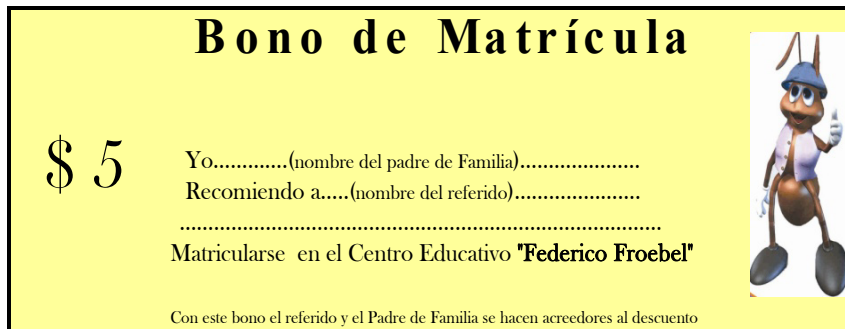 Bono de Matrícula
$ 5
Yo.............(nombre del padre de Familia).....................
Recomiendo a.....(nombre del referido)......................
....................................................................................
Matricularse en el Centro Educativo "Federico Froebel"
Con este bono el referido y el Padre de Familia se hacen acreedores al descuento